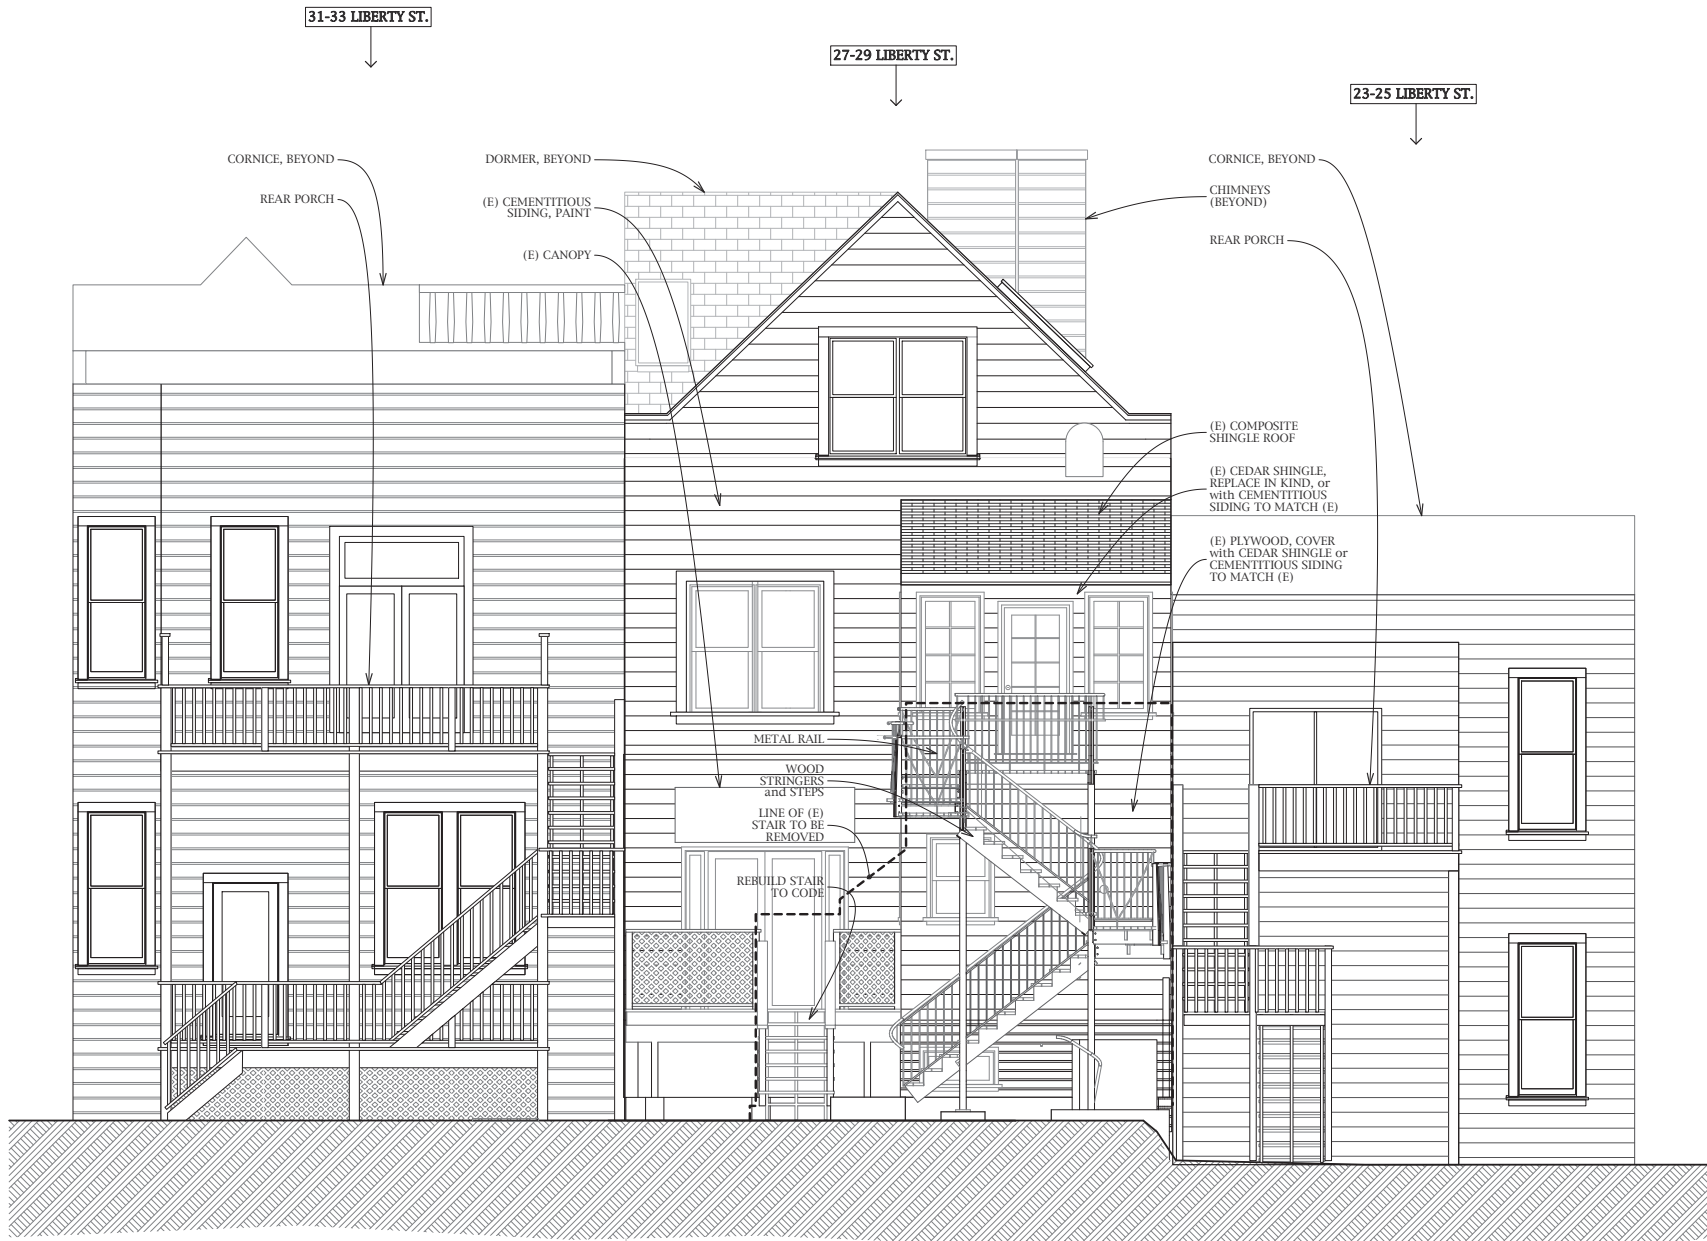 31-33 LIBERTY ST.
27-29 LIBERTY ST.
23-25 LIBERTY ST.
CORNICE, BEYOND
REAR PORCH
DORMER, BEYOND
(E) CEMENTITIOUS
SIDING, PAINT
(E) CANOPY
CORNICE, BEYOND
CHIMNEYS
(BEYOND)
REAR PORCH
(E) COMPOSITE
SHINGLE ROOF
(E) CEDAR SHINGLE,
REPLACE IN KIND, or
with CEMENTITIOUS
SIDING TO MATCH (E)
(E) PLYWOOD, COVER
with CEDAR SHINGLE or
CEMENTITIOUS SIDING
TO MATCH (E)
METAL RAIL
WOOD
STRINGERS
and STEPS
LINE OF (E)
STAIR TO BE
REMOVED
REBUILD STAIR
TO CODE